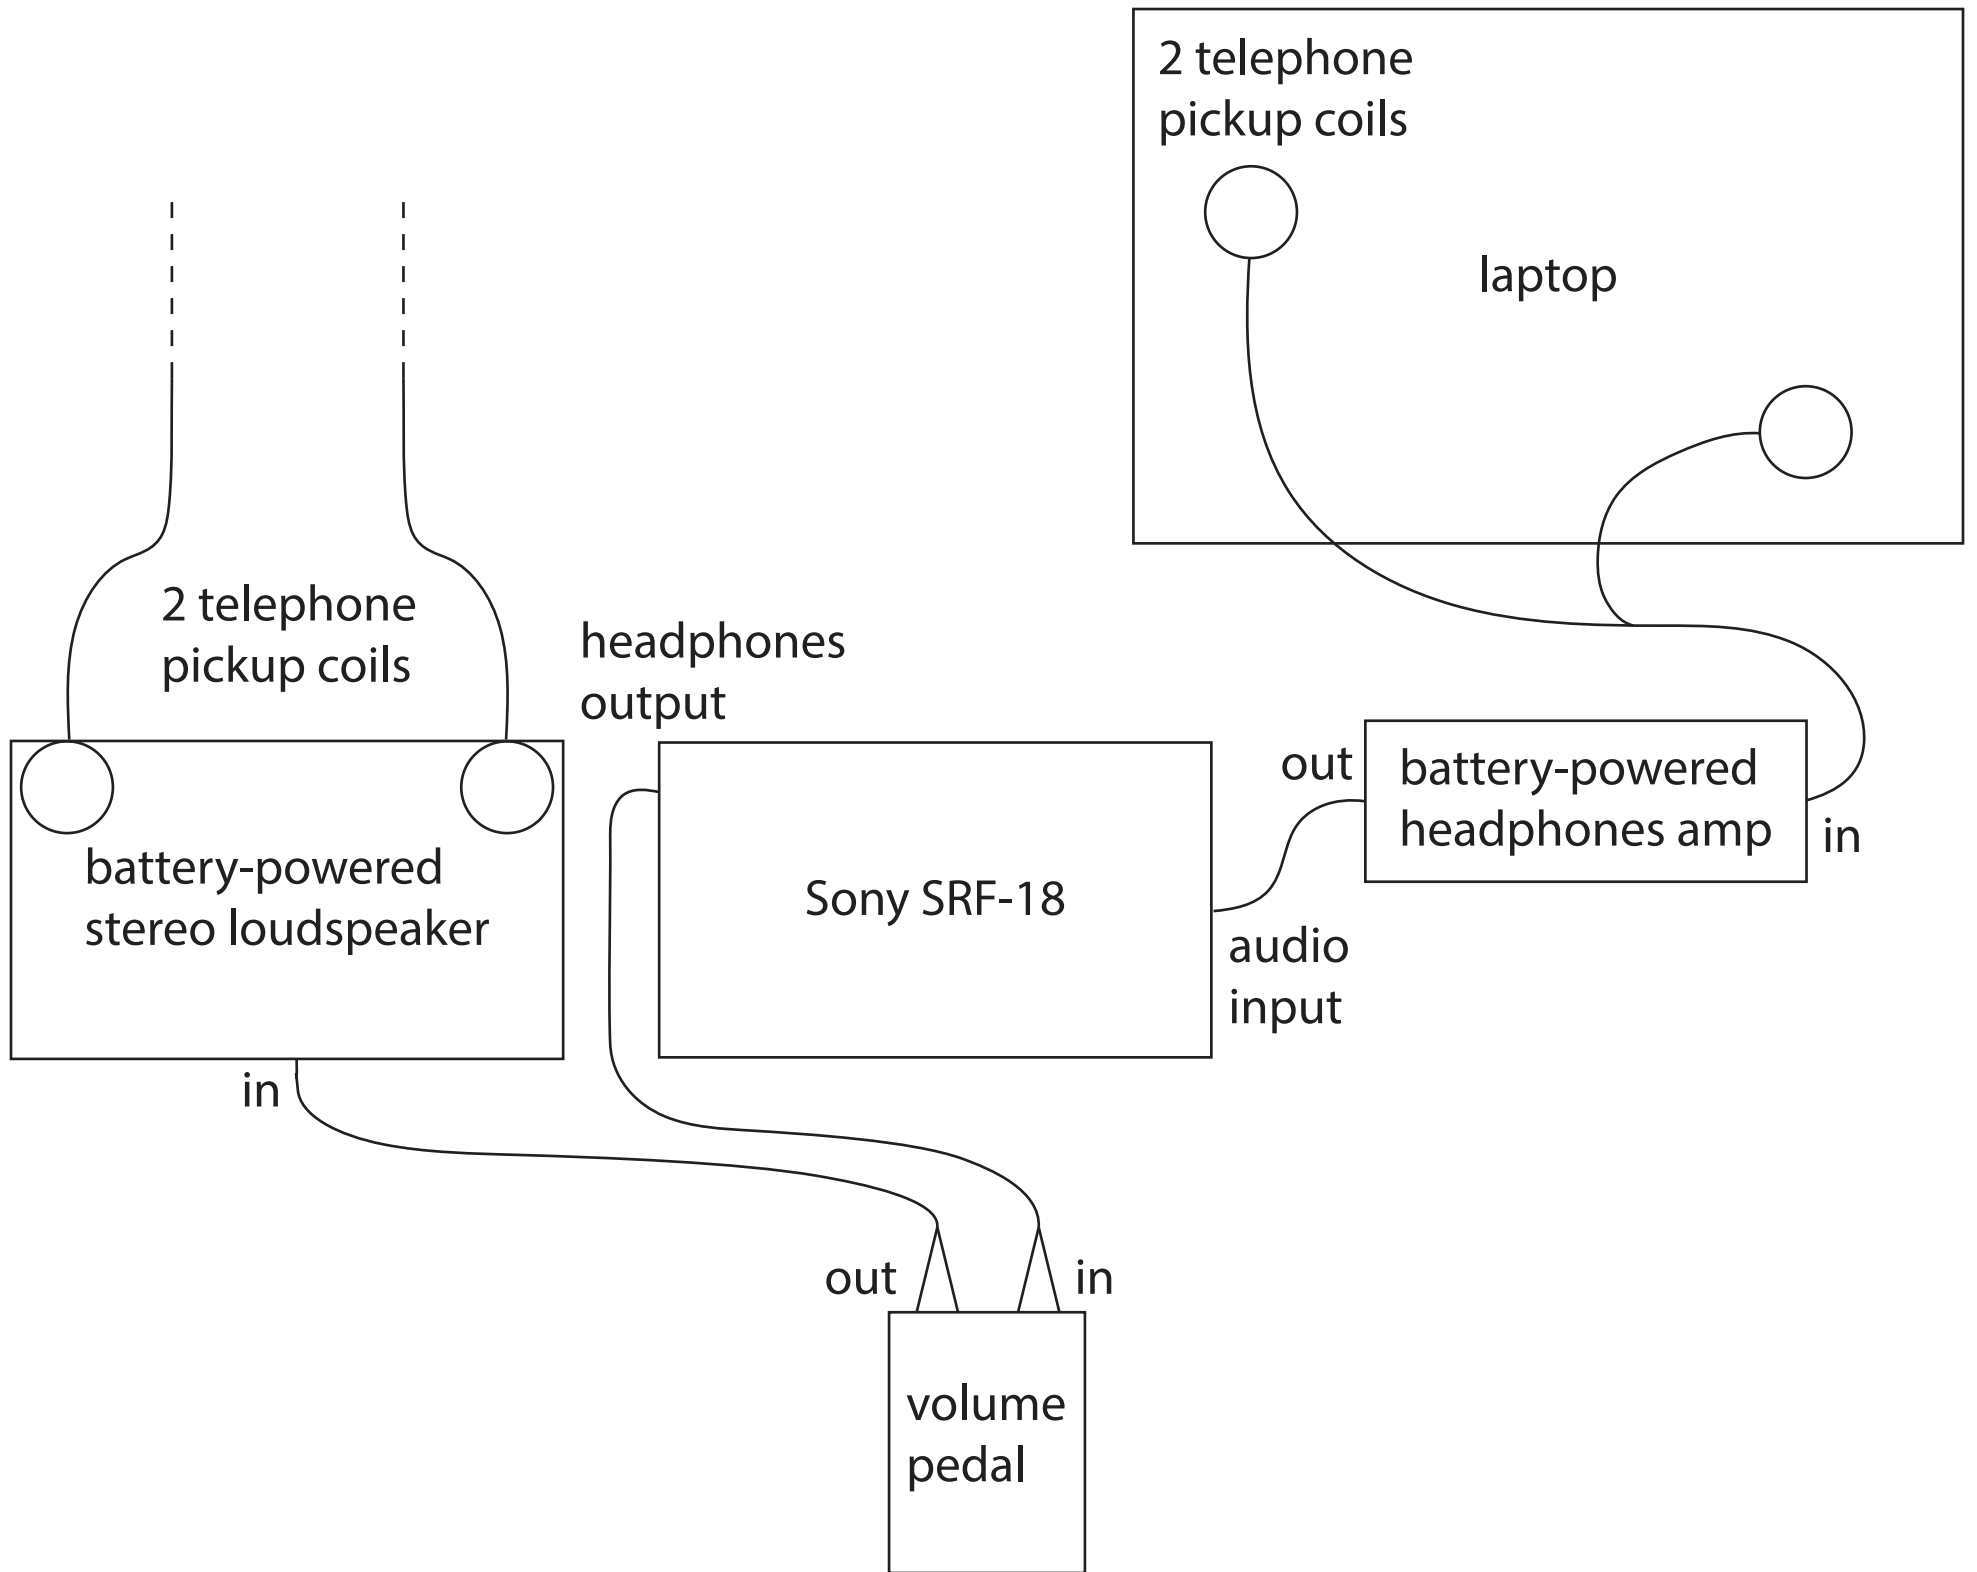 2 telephone
pickup coils
laptop
2 telephone
pickup coils
headphones
output
out
battery-powered
headphones amp
in
battery-powered
stereo loudspeaker
Sony SRF-18
audio
input
in
out
in
volume
pedal